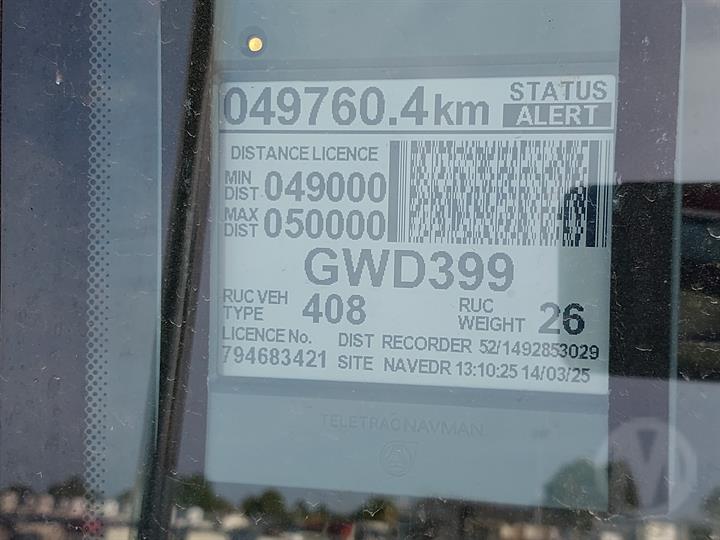 049760.4km STATUS ALERT
DISTANCE LICENCE
MIN DIST 049000
MAX DIST 050000
GWD399
RUC VEH TYPE 408 RUC WEIGHT 26
LICENCE No. DIST RECORDER 52/1492853029
794683421 SITE NAVEDR 13:10:25 14/03/25
TELETRAC NAVMAN